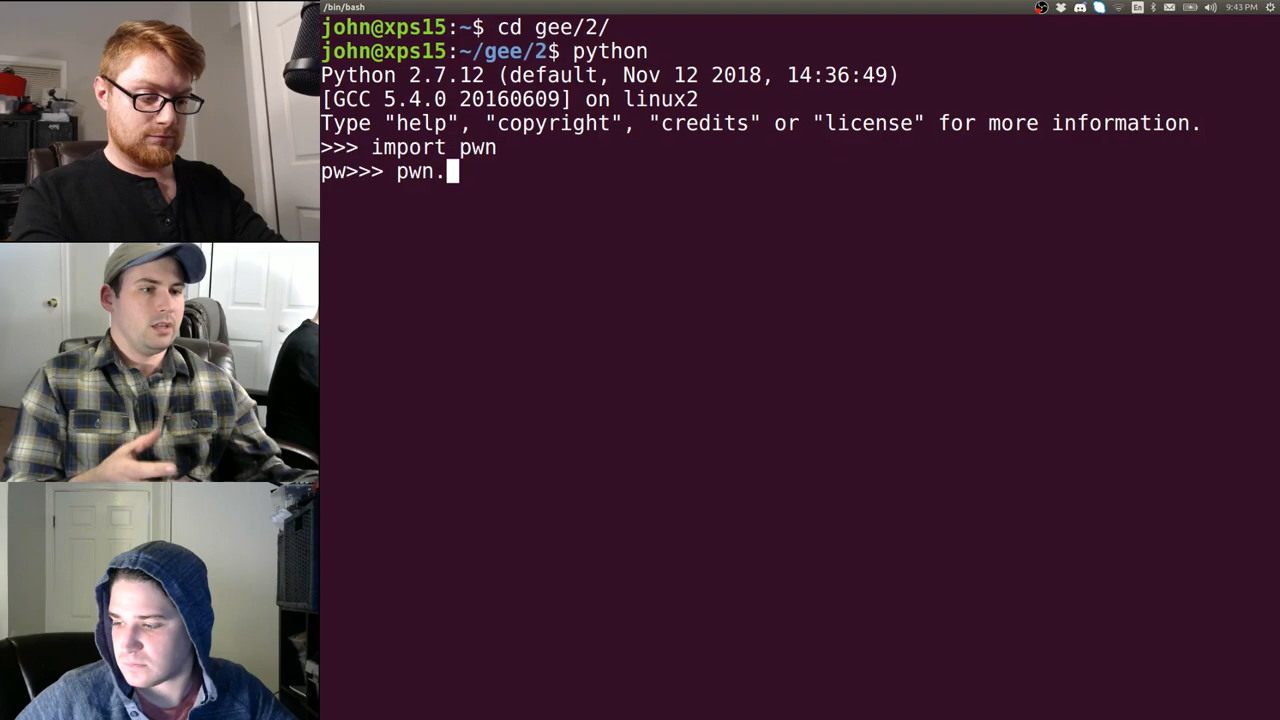 /bin/bash
En
9:43 PM
john@xps15:~$ cd gee/2/
john@xps15:~/gee/2$ python
Python 2.7.12 (default, Nov 12 2018, 14:36:49)
[GCC 5.4.0 20160609] on linux2
Type "help", "copyright", "credits" or "license" for more information.
>>> import pwn
pw>>> pwn.